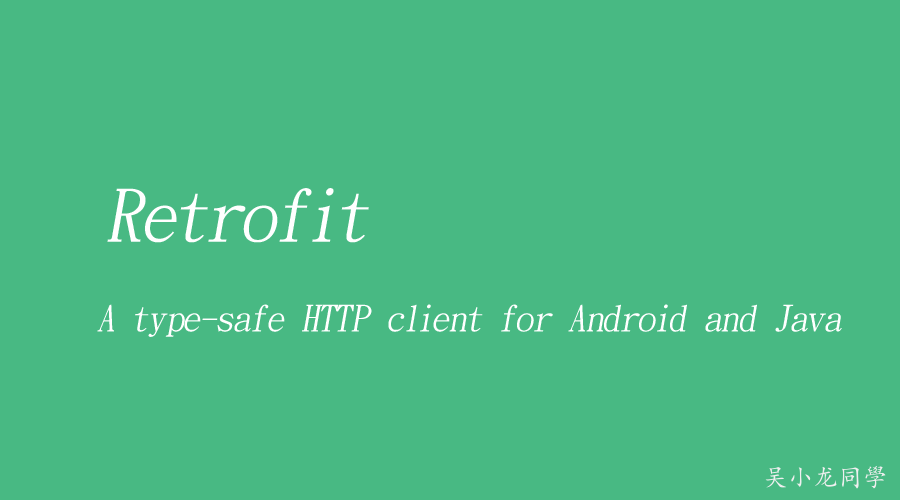 Retrofit
A type-safe HTTP client for Android and Java
吴小龙同學